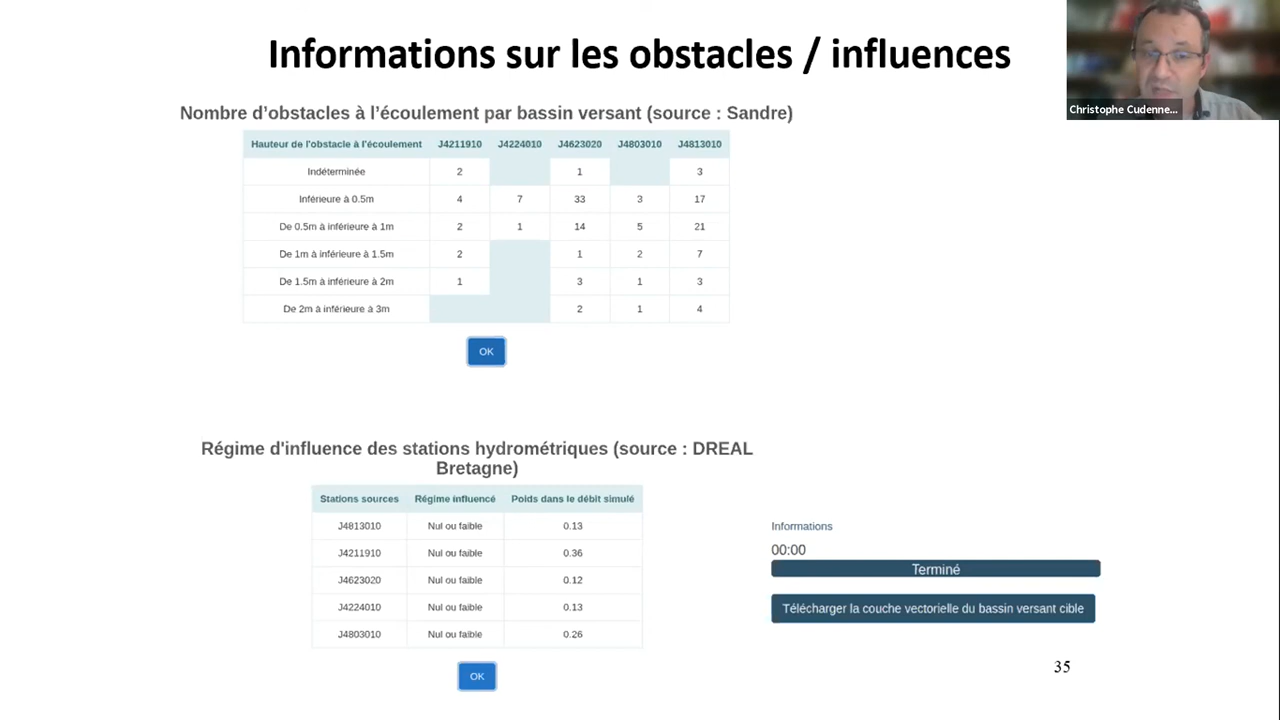 Informations sur les obstacles / influences
Christophe Cudenne...
Nombre d'obstacles à l'écoulement par bassin versant (source : Sandre)
Hauteur de l'obstacle à l'écoulement J4211910 J4224010 J4623020 J4803010 J4813010
Indéterminée 2 1 3
Inférieure à 0.5m 4 7 33 3 17
De 0.5m à inférieure à 1m 2 1 14 5 21
De 1m à inférieure à 1.5m 2 1 2 7
De 1.5m à inférieure à 2m 1 3 1 3
De 2m à inférieure à 3m 2 1 4
OK
Régime d'influence des stations hydrométriques (source : DREAL
Bretagne)
Stations sources Régime influencé Poids dans le débit simulé
J4813010 Nul ou faible 0.13
J4211910 Nul ou faible 0.36
J4623020 Nul ou faible 0.12
J4224010 Nul ou faible 0.13
J4803010 Nul ou faible 0.26
OK
Informations
00:00
Terminé
Télécharger la couche vectorielle du bassin versant cible
35